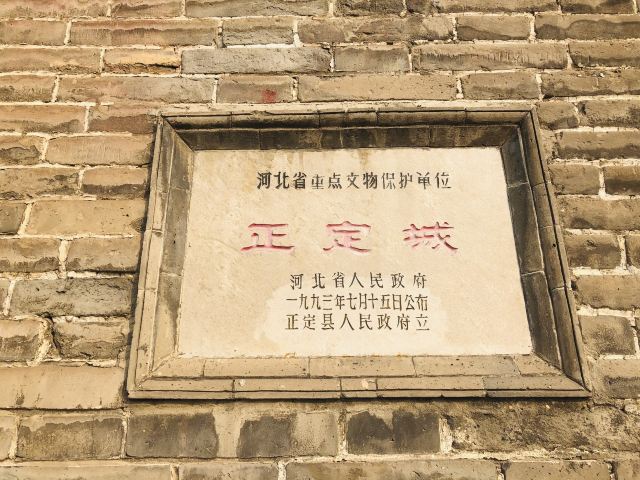 河北省重点文物保护单位
正定城
河北省人民政府
一九九三年七月十五日公布
正定县人民政府立